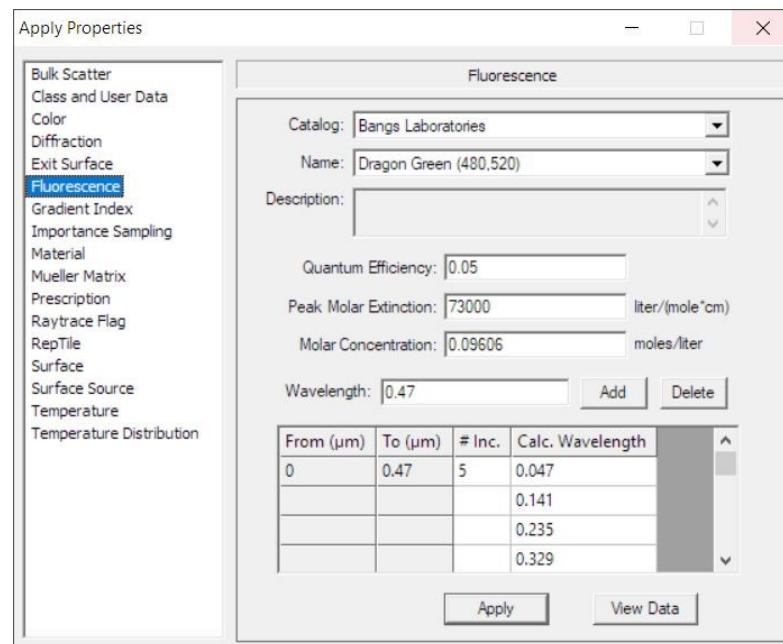 Apply Properties
Bulk Scatter
Class and User Data
Color
Diffraction
Exit Surface
Fluorescence
Gradient Index
Importance Sampling
Material
Mueller Matrix
Prescription
Raytrace Flag
RepTile
Surface
Surface Source
Temperature
Temperature Distribution
Fluorescence
Catalog: Bangs Laboratories
Name: Dragon Green (480,520)
Description:
Quantum Efficiency: 0.05
Peak Molar Extinction: 73000 liter/(mole*cm)
Molar Concentration: 0.09606 moles/liter
Wavelength: 0.47 Add Delete
From (µm) To (µm) # Inc. Calc. Wavelength
0 0.47 5 0.047
0.141
0.235
0.329
Apply View Data